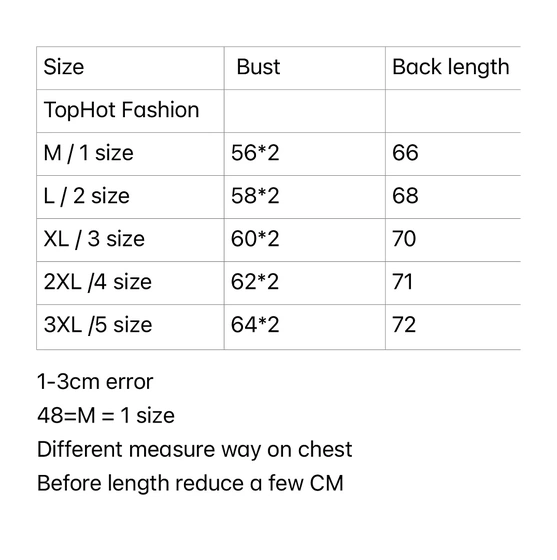 Size Bust Back length
TopHot Fashion
M / 1 size 56*2 66
L / 2 size 58*2 68
XL / 3 size 60*2 70
2XL /4 size 62*2 71
3XL /5 size 64*2 72
1-3cm error
48=M = 1 size
Different measure way on chest
Before length reduce a few CM